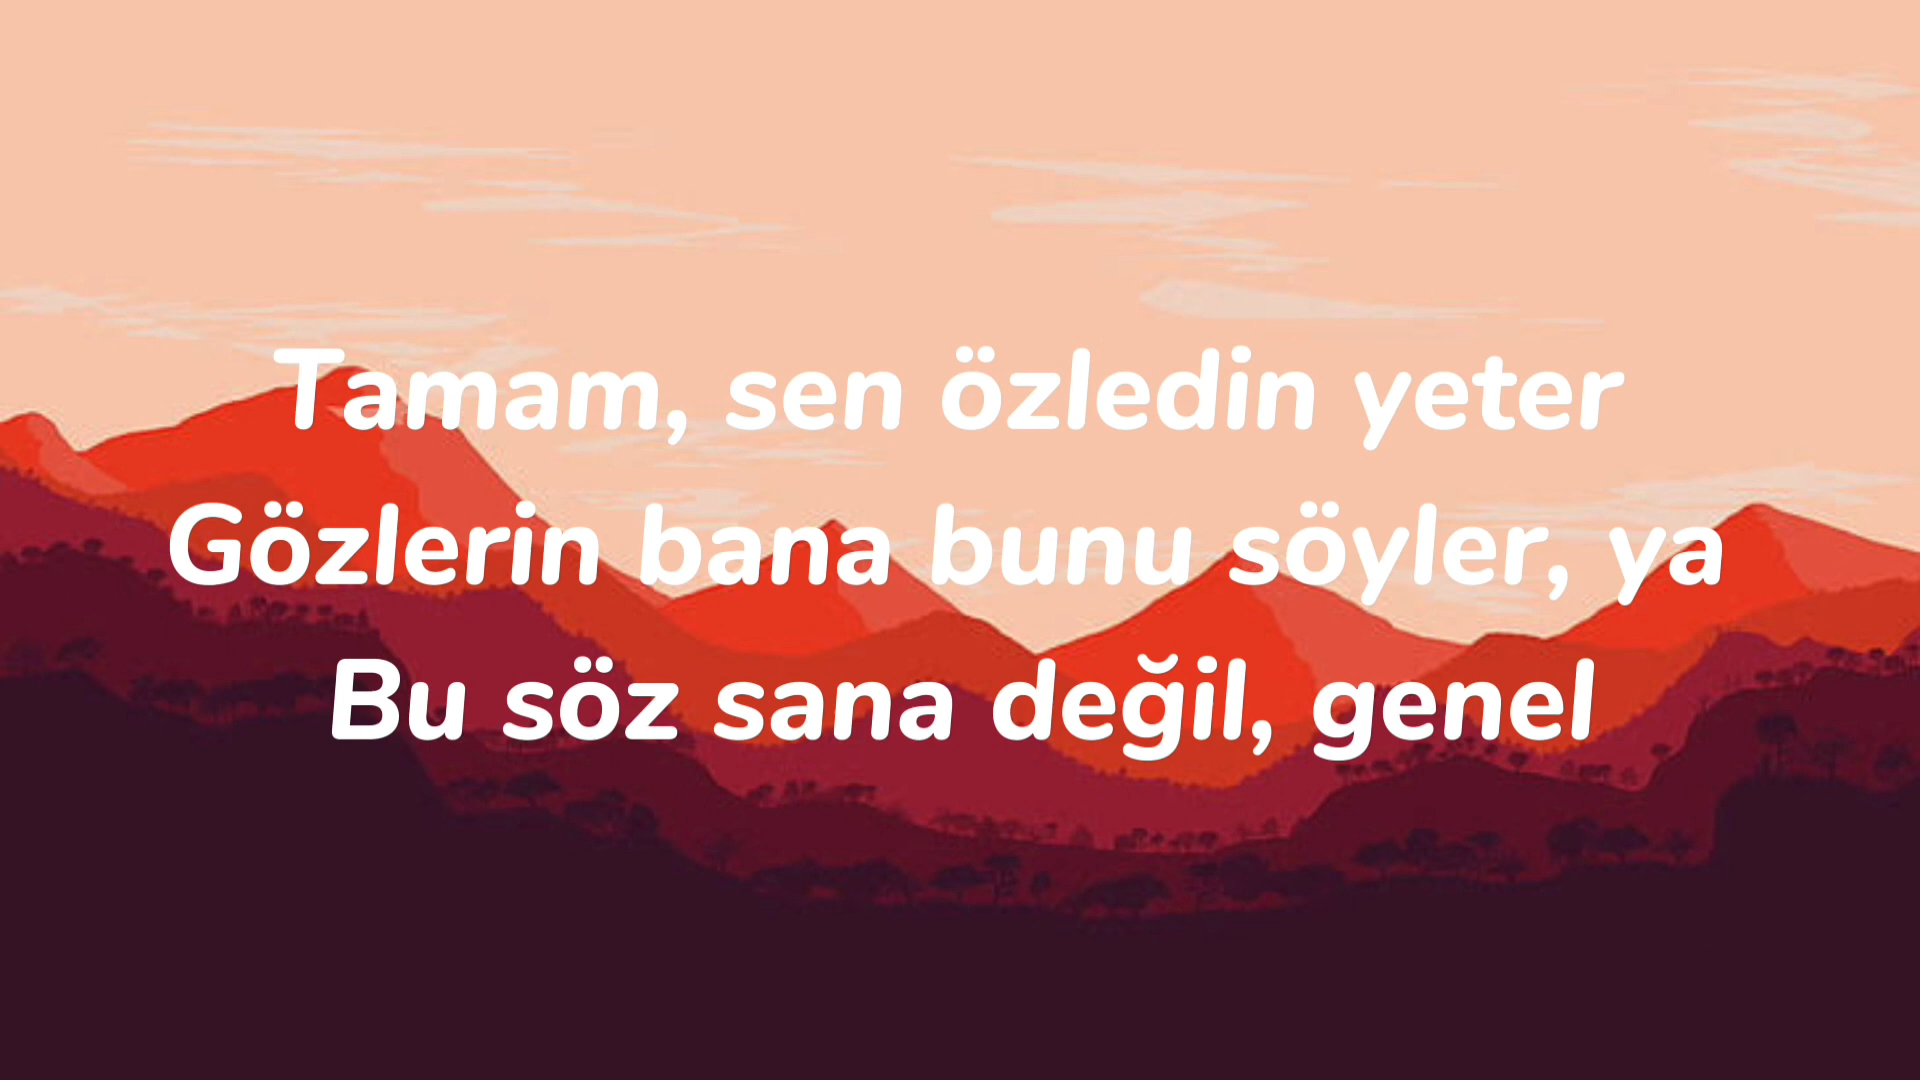 Tamam, sen özledin yeter
Gözlerin bana bunu söyler, ya
Bu söz sana değil, genel